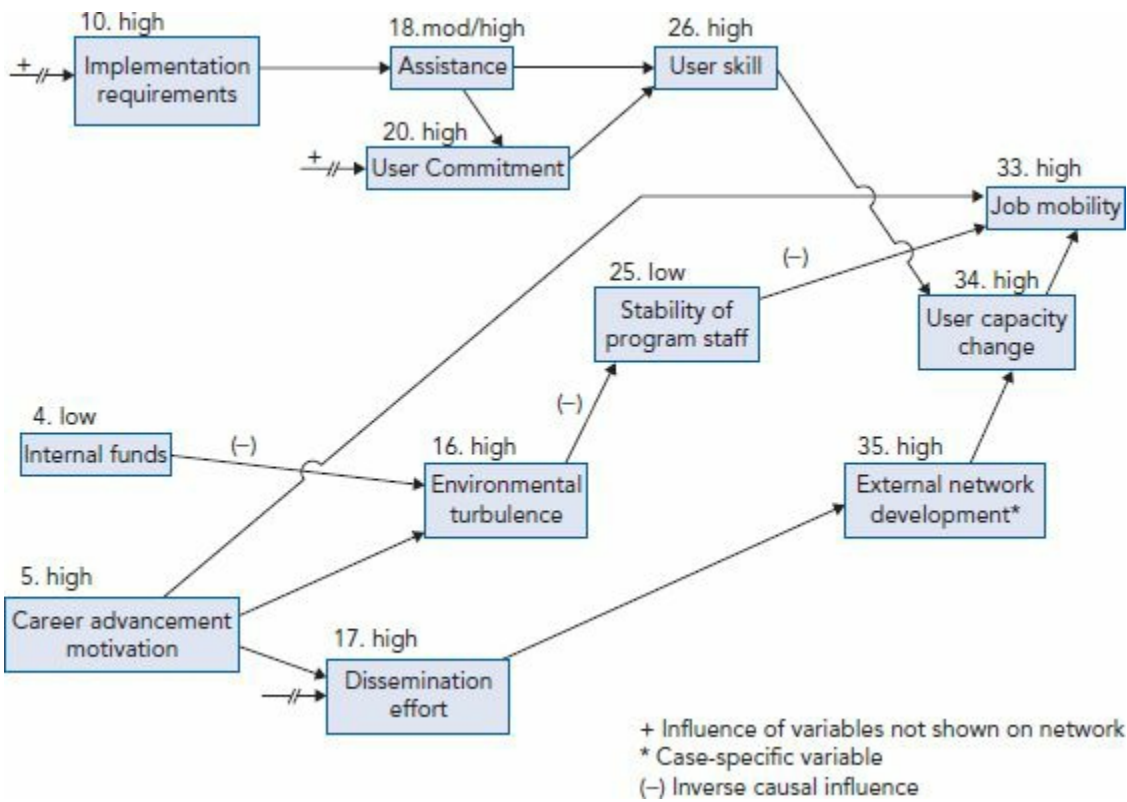 10. high
18.mod/high
26. high
+
Implementation
requirements
Assistance
User skill
20. high
+
User Commitment
33. high
Job mobility
(–)
25. low
34. high
Stability of
program staff
User capacity
change
(–)
4. low
Internal funds
(–)
16. high
35. high
Environmental
turbulence
External network
development*
5. high
Career advancement
motivation
17. high
Dissemination
effort
+ Influence of variables not shown on network
* Case-specific variable
(–) Inverse causal influence